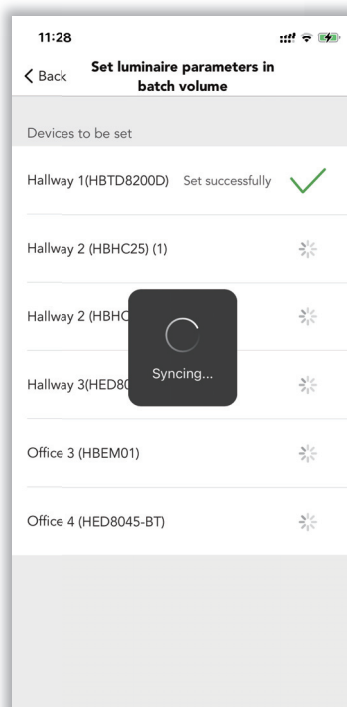 11:28
Back
Set luminaire parameters in
batch volume
Devices to be set
Hallway 1(HBTD8200D) Set successfully
Hallway 2 (HBHC25) (1)
Hallway 2 (HBHC
Syncing...
Hallway 3(HED80
Office 3 (HBEM01)
Office 4 (HED8045-BT)